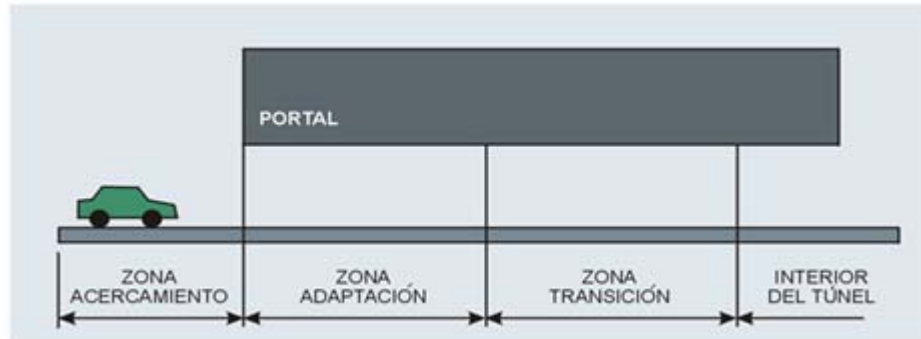 PORTAL
ZONA
ACERCAMIENTO
ZONA
ADAPTACIÓN
ZONA
TRANSICIÓN
INTERIOR
DEL TÚNEL